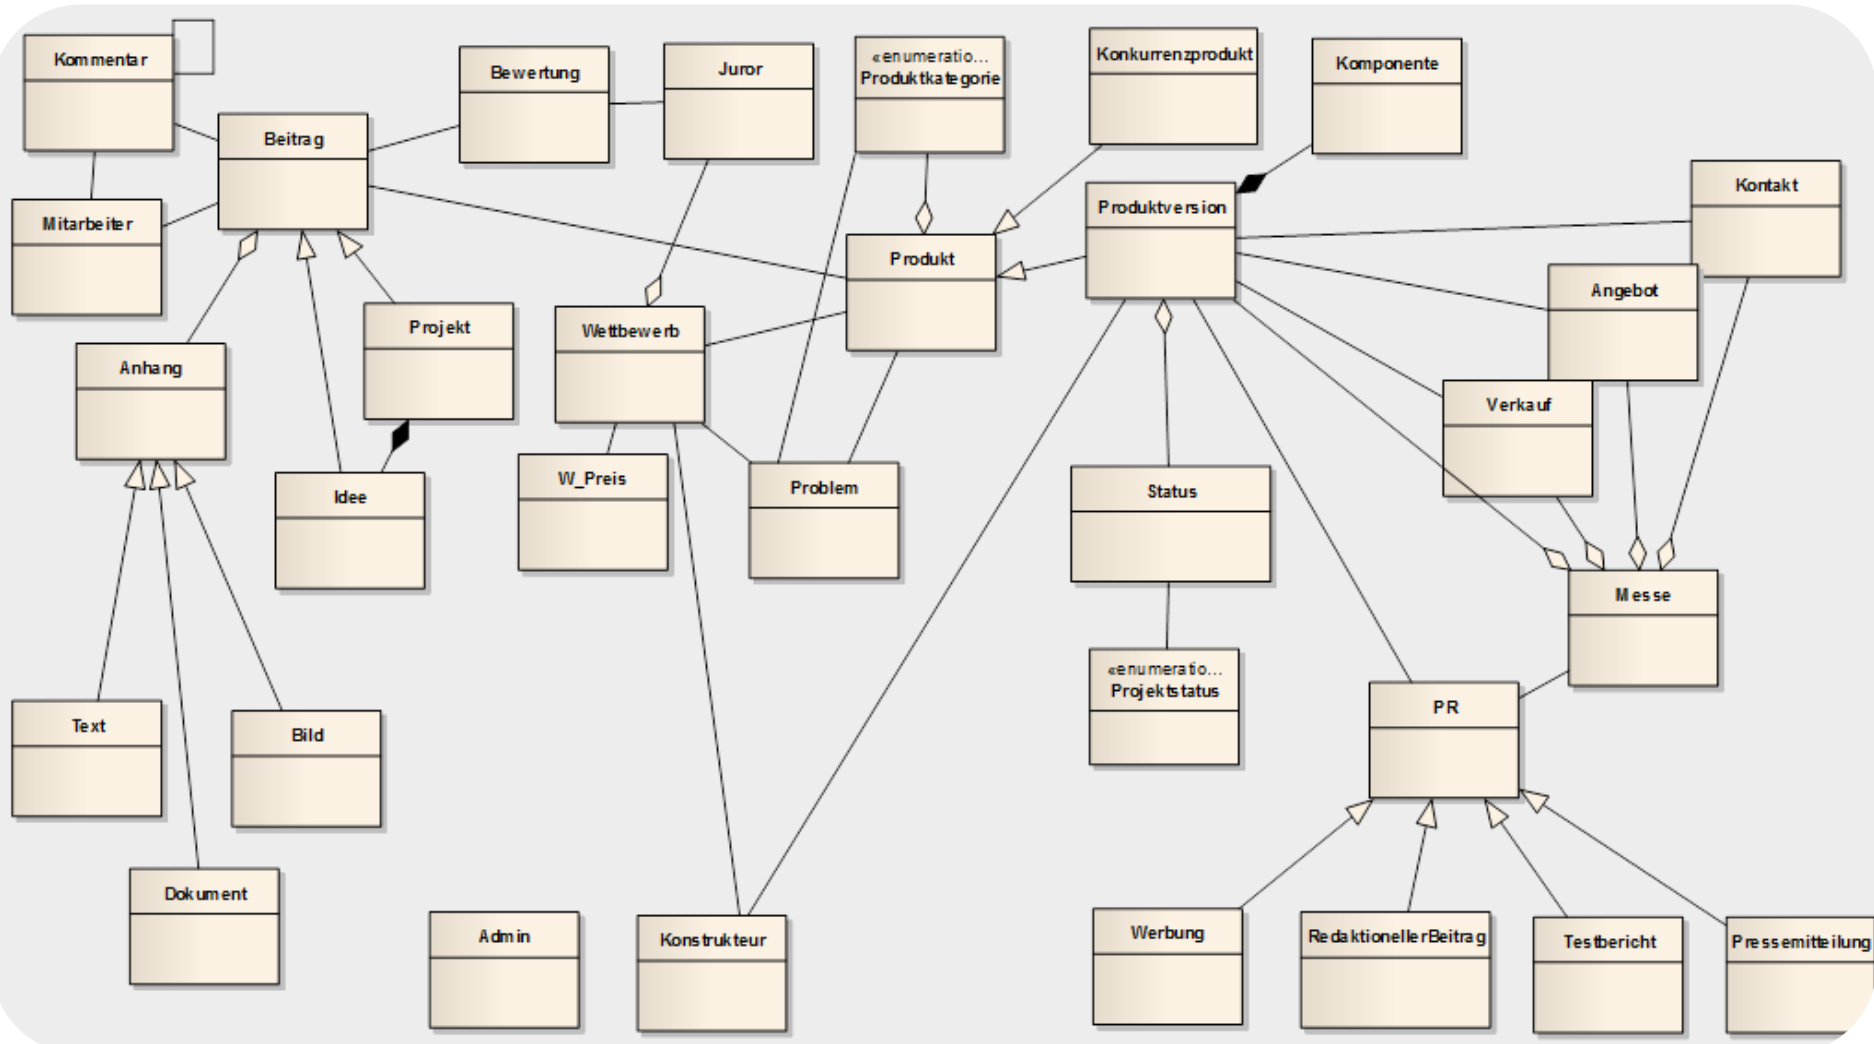 Kommentar
Bewertung
Juror
«enumeratio...
Produktkategorie
Konkurrenzprodukt
Komponente
Beitrag
Kontakt
Mitarbeiter
Produktversion
Produkt
Angebot
Projekt
Wettbewerb
Anhang
Verkauf
Idee
W_Preis
Problem
Status
Messe
«enumeratio...
Projektstatus
PR
Text
Bild
Dokument
Admin
Konstrukteur
Werbung
RedaktionellerBeitrag
Testbericht
Pressemitteilung